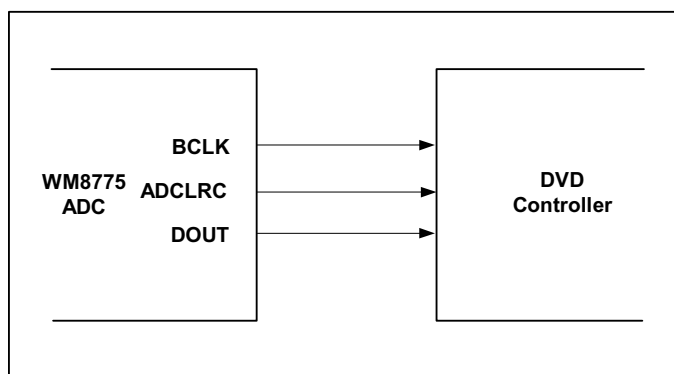 BCLK
WM8775
ADC
ADCLRC
DOUT
DVD
Controller